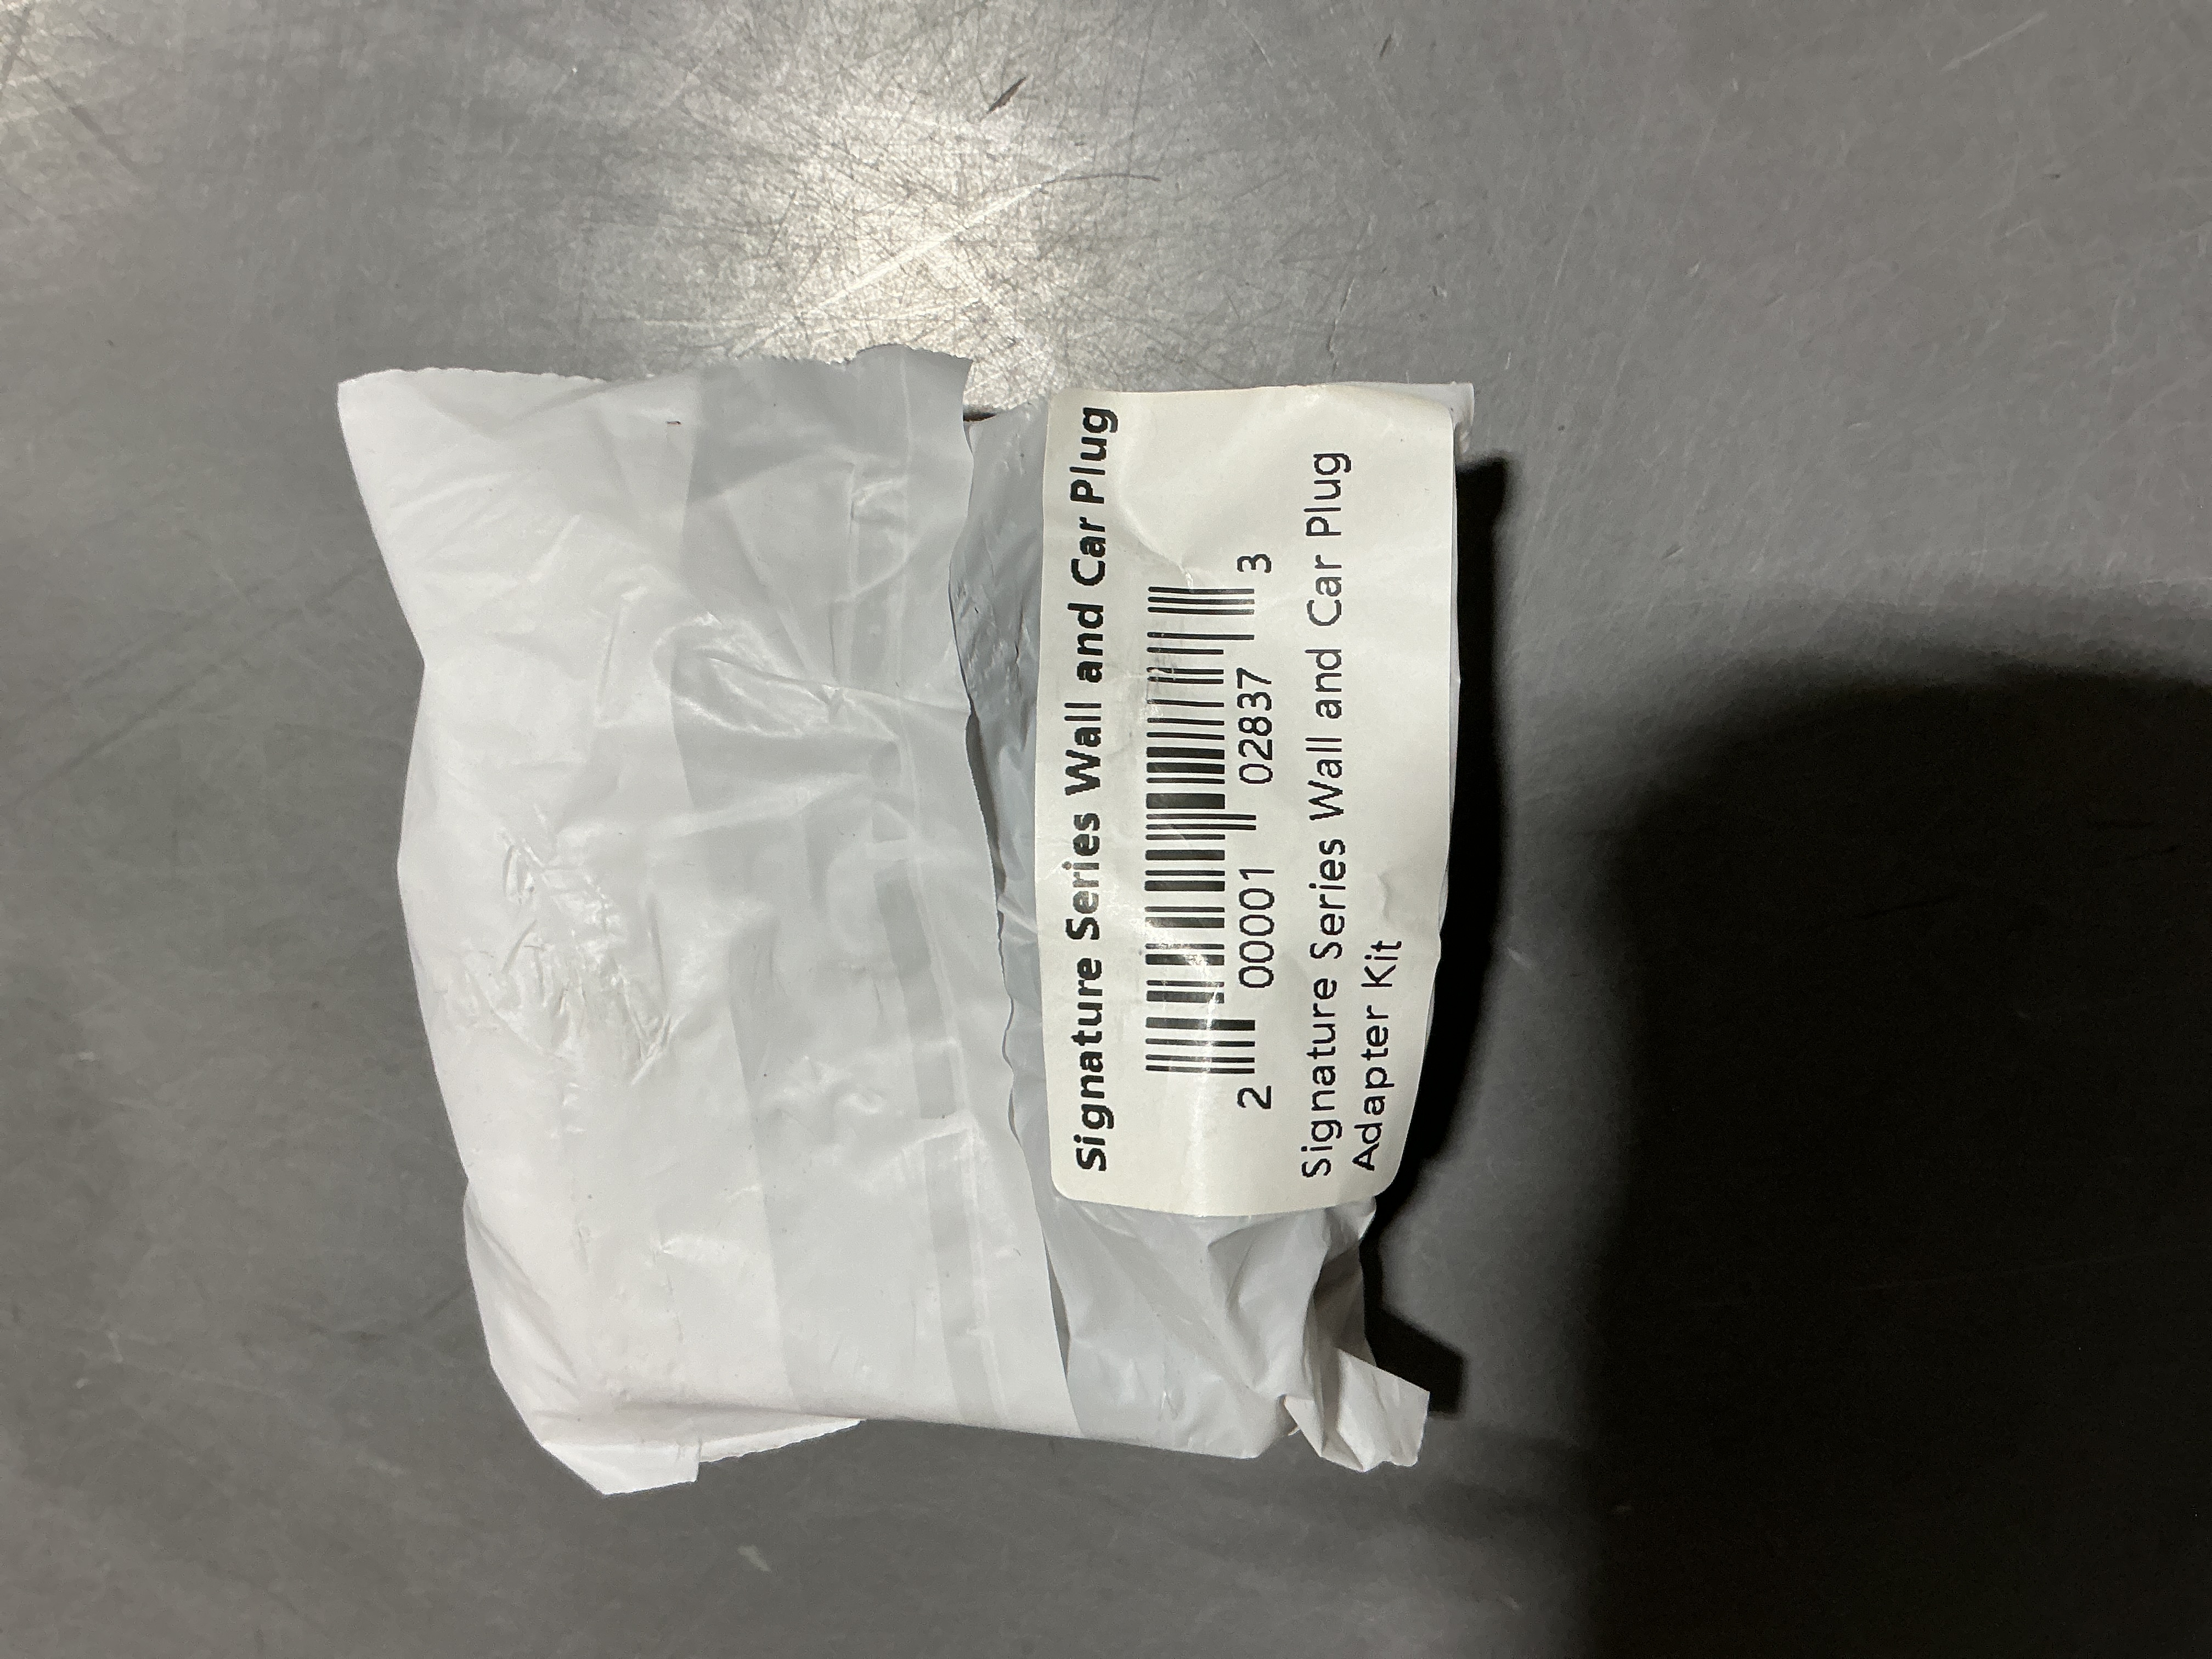 Signature Series Wall and Car Plug
2 00001 02837 3
Signature Series Wall and Car Plug
Adapter Kit